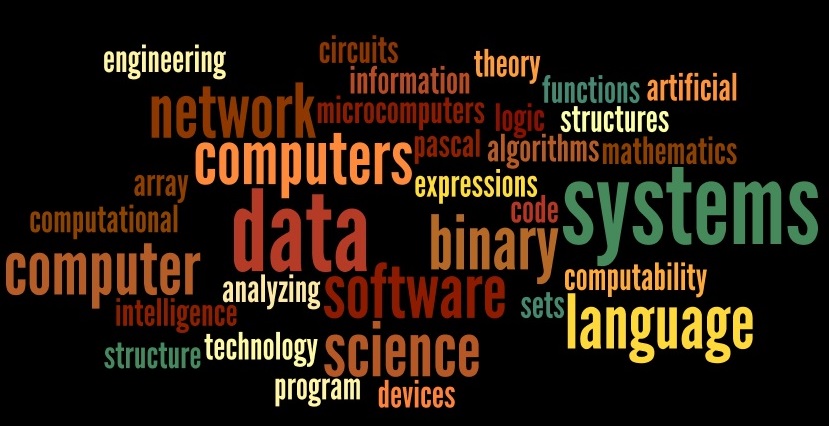 engineering
circuits
theory
information
functions
artificial
network
microcomputers
logic
structures
computers
pascal
algorithms
mathematics
array
expressions
systems
computational
data
code
binary
computer
analyzing
software
computability
intelligence
sets
language
structure
technology
science
program
devices